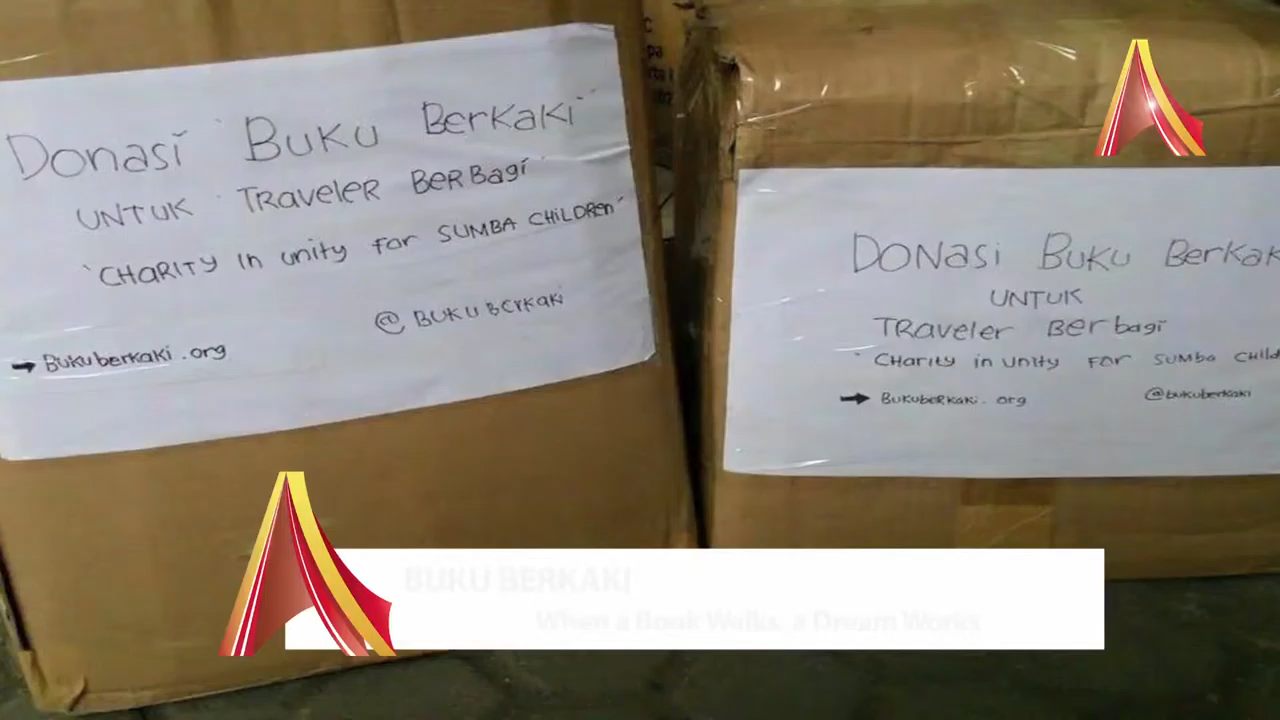 Donasi "Buku Berkaki"
UNTUK "TRAVELER BERBagi"
"CHARITY in unity for SUMBA CHILDREN"
@BUKUBERKAKI
Bukuberkaki.org
DONASI BUKU Berkak
UNTUK
TRAVELER BERbagi
"CHARITY in unity FOR SUMBA CHILD
BUKUBERKAKI.org
@bukuberkaki
BUKU BERKAKI
When a Book Walks, a Dream Works